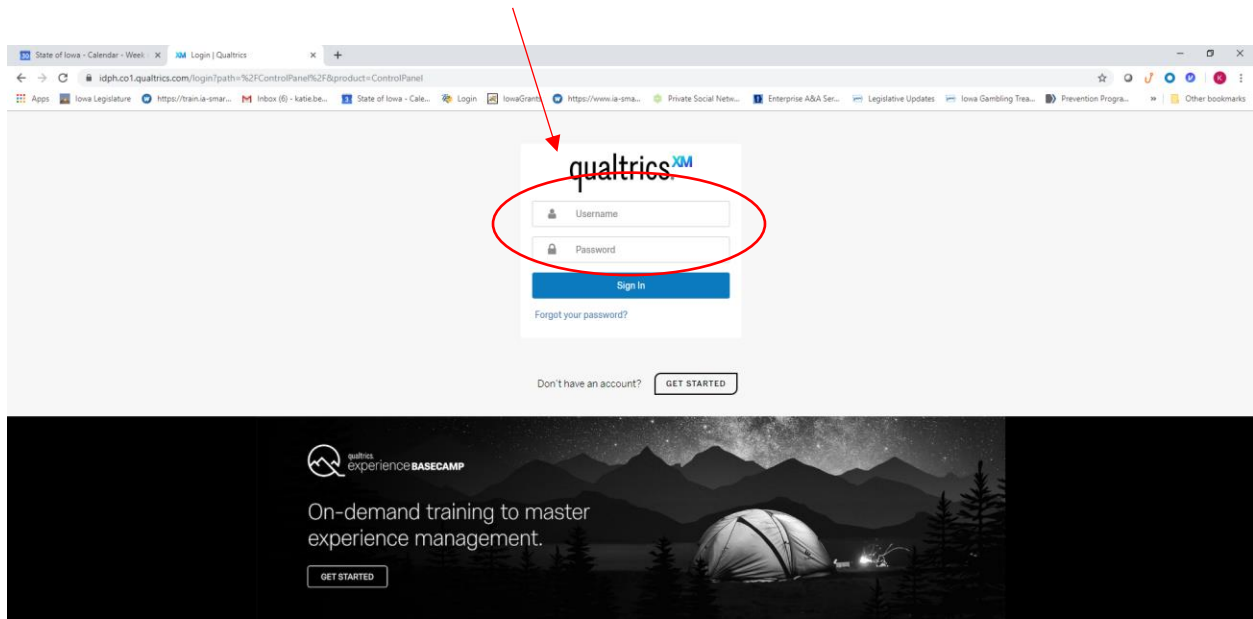 State of Iowa - Calendar - Week
XM Login | Qualtrics
idph.co1.qualtrics.com/login?path=%2FControlPanel%2F&product=ControlPanel
Apps Iowa Legislature https://train.ia-smar... Inbox (6) - katie.be... State of Iowa - Cale... Login IowaGrants https://www.ia-sma... Private Social Netw... Enterprise A&A Ser... Legislative Updates Iowa Gambling Trea... Prevention Progra... » Other bookmarks
qualtrics.XM
Username
Password
Sign In
Forgot your password?
Don't have an account? GET STARTED
qualtrics
experience BASECAMP
On-demand training to master
experience management.
GET STARTED